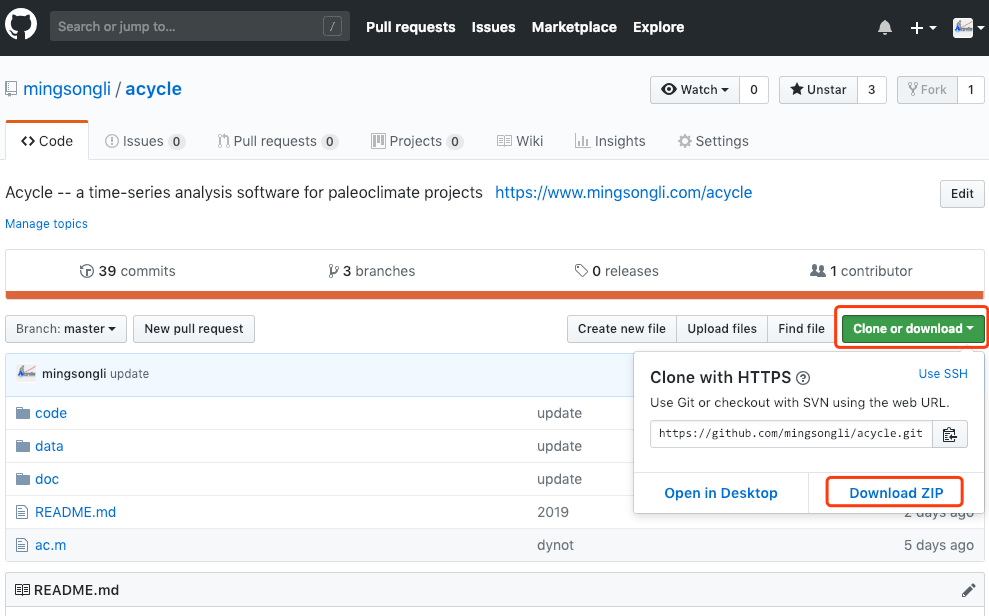 Search or jump to... /
Pull requests Issues Marketplace Explore
mingsongli / acycle
Watch 0 Unstar 3 Fork 1
Code Issues 0 Pull requests 0 Projects 0 Wiki Insights Settings
Acycle -- a time-series analysis software for paleoclimate projects https://www.mingsongli.com/acycle Edit
Manage topics
39 commits 3 branches 0 releases 1 contributor
Branch: master New pull request Create new file Upload files Find file Clone or download
mingsongli update
Clone with HTTPS ? Use SSH
Use Git or checkout with SVN using the web URL.
https://github.com/mingsongli/acycle.git
Open in Desktop Download ZIP
code update
data update
doc update
README.md 2019 2 days ago
ac.m dynot 5 days ago
README.md